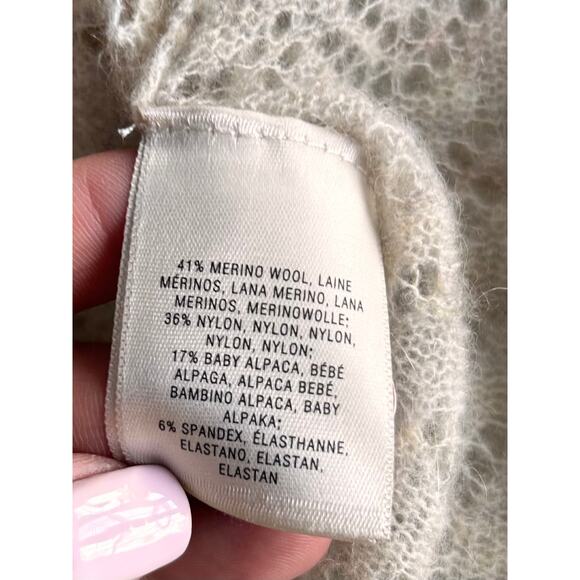 41% MERINO WOOL, LAINE
MÉRINOS, LANA MERINO, LANA
MERINOS, MERINOWOLLE;
36% NYLON, NYLON, NYLON,
NYLON, NYLON;
17% BABY ALPACA, BÉBÉ
ALPAGA, ALPACA BEBÉ,
BAMBINO ALPACA, BABY
ALPAKA;
6% SPANDEX, ÉLASTHANNE,
ELASTANO, ELASTAN,
ELASTAN